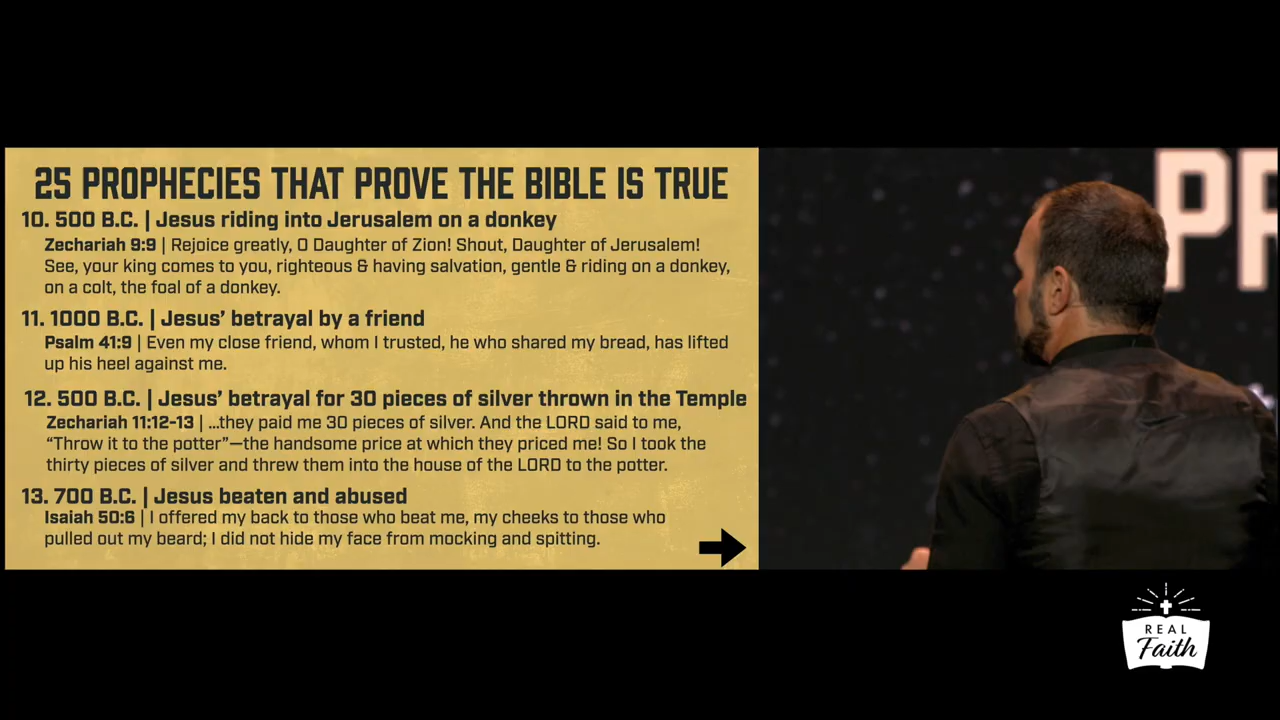 25 PROPHECIES THAT PROVE THE BIBLE IS TRUE
10. 500 B.C. | Jesus riding into Jerusalem on a donkey
Zechariah 9:9 | Rejoice greatly, O Daughter of Zion! Shout, Daughter of Jerusalem!
See, your king comes to you, righteous & having salvation, gentle & riding on a donkey,
on a colt, the foal of a donkey.
11. 1000 B.C. | Jesus’ betrayal by a friend
Psalm 41:9 | Even my close friend, whom I trusted, he who shared my bread, has lifted
up his heel against me.
12. 500 B.C. | Jesus’ betrayal for 30 pieces of silver thrown in the Temple
Zechariah 11:12-13 | ...they paid me 30 pieces of silver. And the LORD said to me,
“Throw it to the potter”—the handsome price at which they priced me! So I took the
thirty pieces of silver and threw them into the house of the LORD to the potter.
13. 700 B.C. | Jesus beaten and abused
Isaiah 50:6 | I offered my back to those who beat me, my cheeks to those who
pulled out my beard; I did not hide my face from mocking and spitting.
PR
REAL
Faith